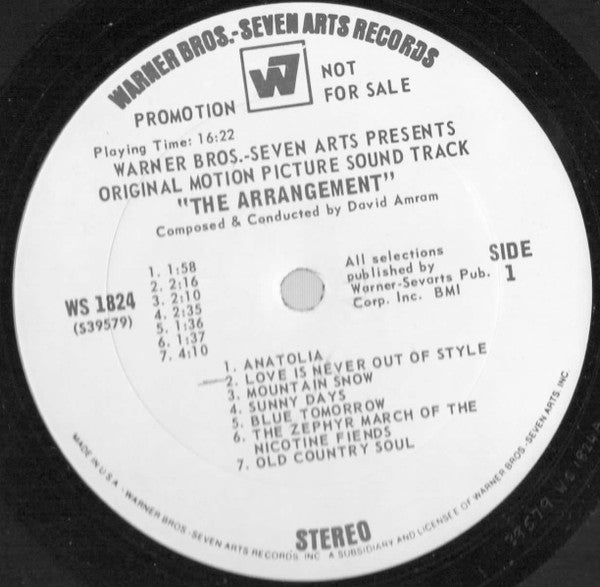 WARNER BROS.-SEVEN ARTS RECORDS
W7
PROMOTION NOT
FOR SALE
Playing Time: 16:22
WARNER BROS.-SEVEN ARTS PRESENTS
ORIGINAL MOTION PICTURE SOUND TRACK
"THE ARRANGEMENT"
Composed & Conducted by David Amram
1. 1:58
2. 2:16
3. 2:10
4. 2:35
5. 1:36
6. 1:37
7. 4:10
WS 1824
(S39579)
All selections
published by
Warner-Sevarts Pub.
Corp. Inc. BMI
SIDE
1
1. ANATOLIA
2. LOVE IS NEVER OUT OF STYLE
3. MOUNTAIN SNOW
4. SUNNY DAYS
5. BLUE TOMORROW
6. THE ZEPHYR MARCH OF THE
NICOTINE FIENDS
7. OLD COUNTRY SOUL
STEREO
MADE IN U.S.A. - WARNER BROS.-SEVEN ARTS RECORDS, INC. A SUBSIDIARY AND LICENSEE OF WARNER BROS.-SEVEN ARTS, INC.
39579 WS 1824 A